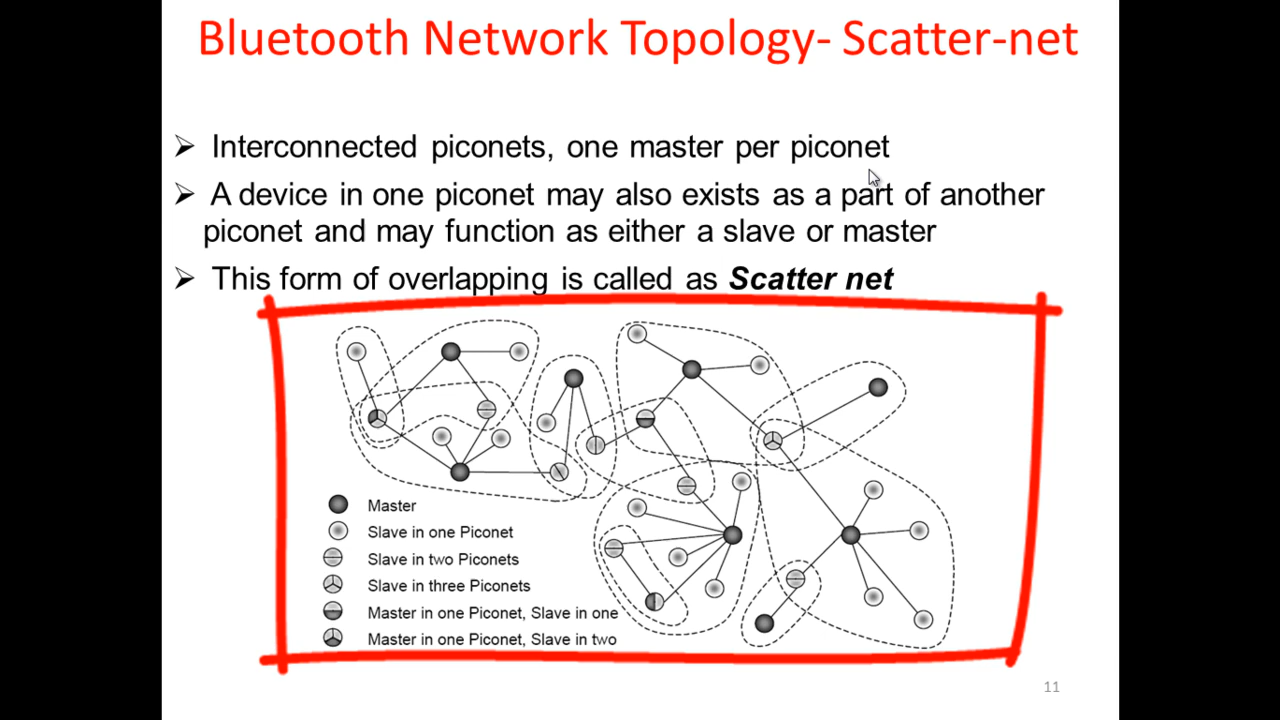 Bluetooth Network Topology- Scatter-net
Interconnected piconets, one master per piconet
A device in one piconet may also exists as a part of another
piconet and may function as either a slave or master
This form of overlapping is called as Scatter net
Master
Slave in one Piconet
Slave in two Piconets
Slave in three Piconets
Master in one Piconet, Slave in one
Master in one Piconet, Slave in two
11